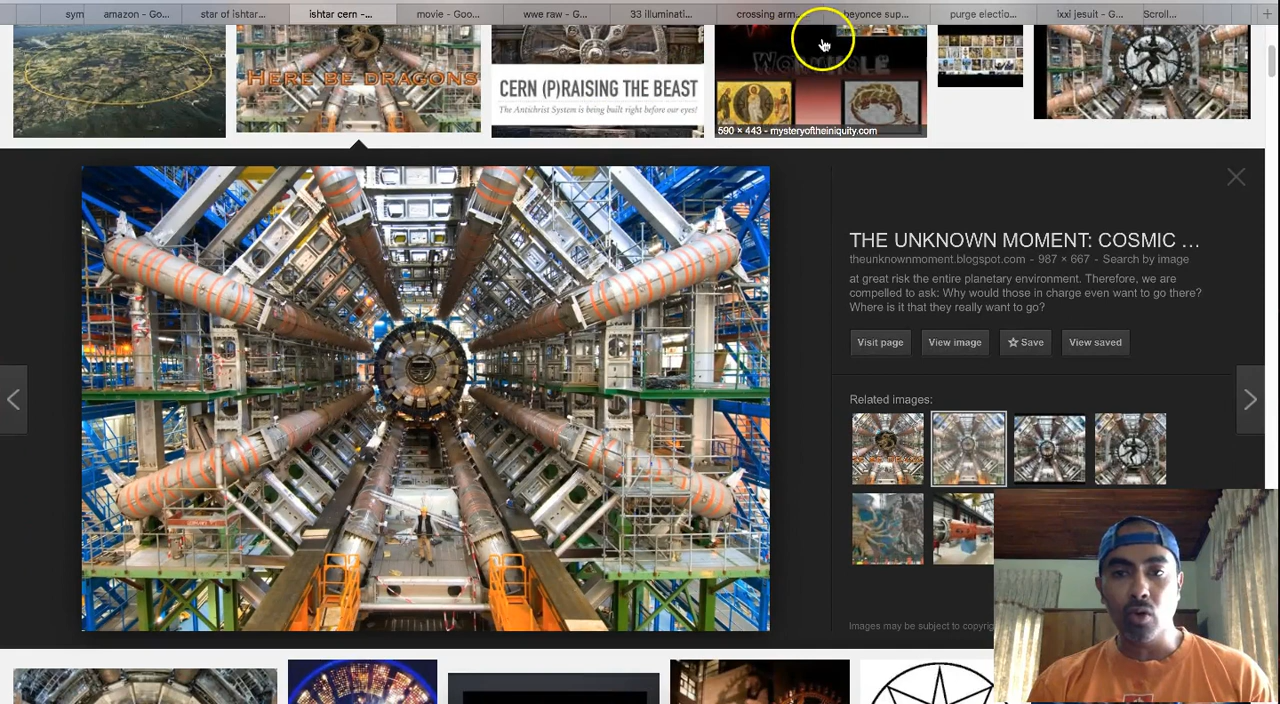 sym
amazon - Go...
star of ishtar...
ishtar cern -...
movie - Goo...
wwe raw - G...
33 illuminati...
crossing arm...
beyonce sup...
purge electio...
ixxi jesuit - G...
Scroll...
HERE BE DRAGONS
CERN (P)RAISING THE BEAST
The Antichrist System is being built right before our eyes!
WORMHOLE
590 × 443 - mysteryoftheiniquity.com
THE UNKNOWN MOMENT: COSMIC ...
theunknownmoment.blogspot.com - 987 × 667 - Search by image
at great risk the entire planetary environment. Therefore, we are
compelled to ask: Why would those in charge even want to go there?
Where is it that they really want to go?
Visit page
View image
Save
View saved
Related images:
Images may be subject to copyrig